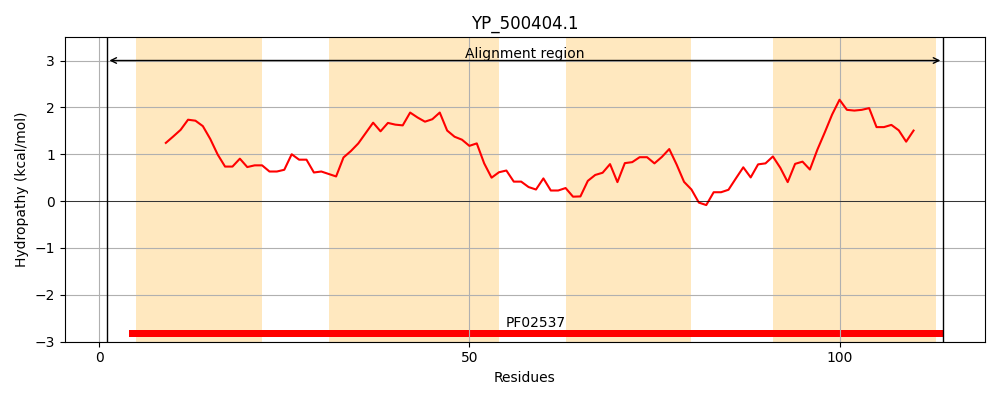 YP_500404.1
Alignment region
Hydropathy (kcal/mol)
3
2
1
0
−1
−2
−3
PF02537
0
50
100
Residues